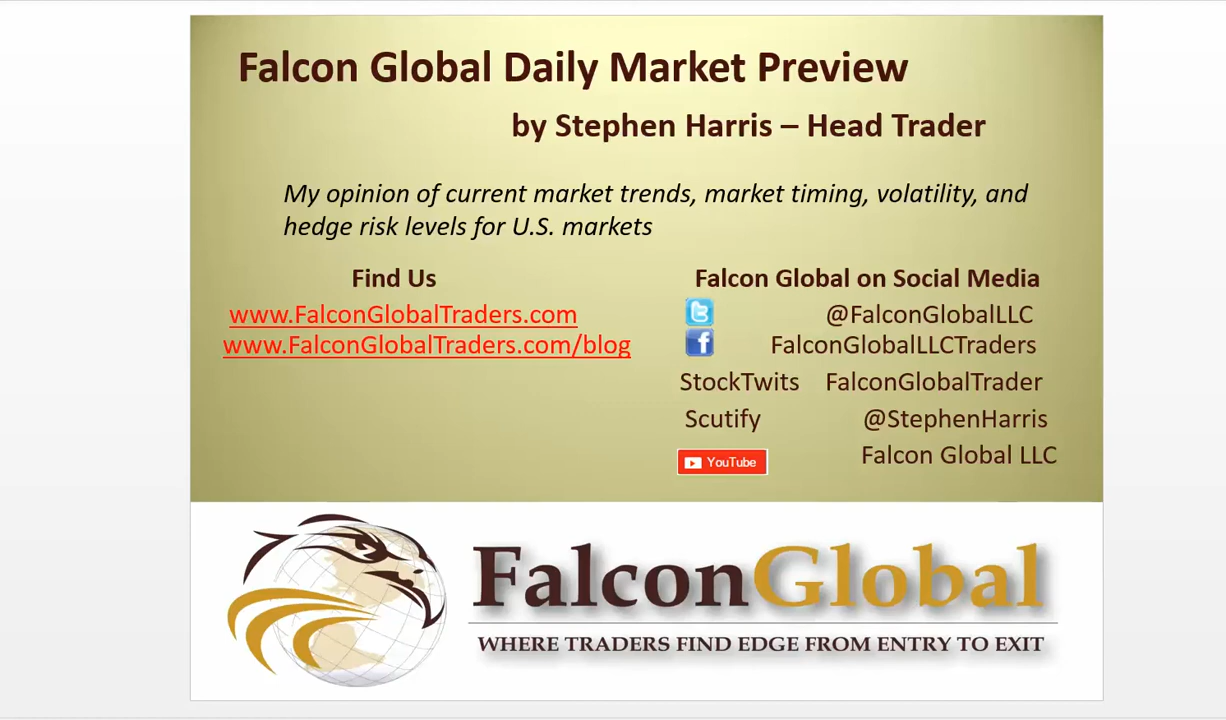 Falcon Global Daily Market Preview
by Stephen Harris – Head Trader
My opinion of current market trends, market timing, volatility, and
hedge risk levels for U.S. markets
Find Us
www.FalconGlobalTraders.com
www.FalconGlobalTraders.com/blog
Falcon Global on Social Media
@FalconGlobalLLC
FalconGlobalLLCTraders
StockTwits FalconGlobalTrader
Scutify @StephenHarris
YouTube Falcon Global LLC
FalconGlobal
WHERE TRADERS FIND EDGE FROM ENTRY TO EXIT